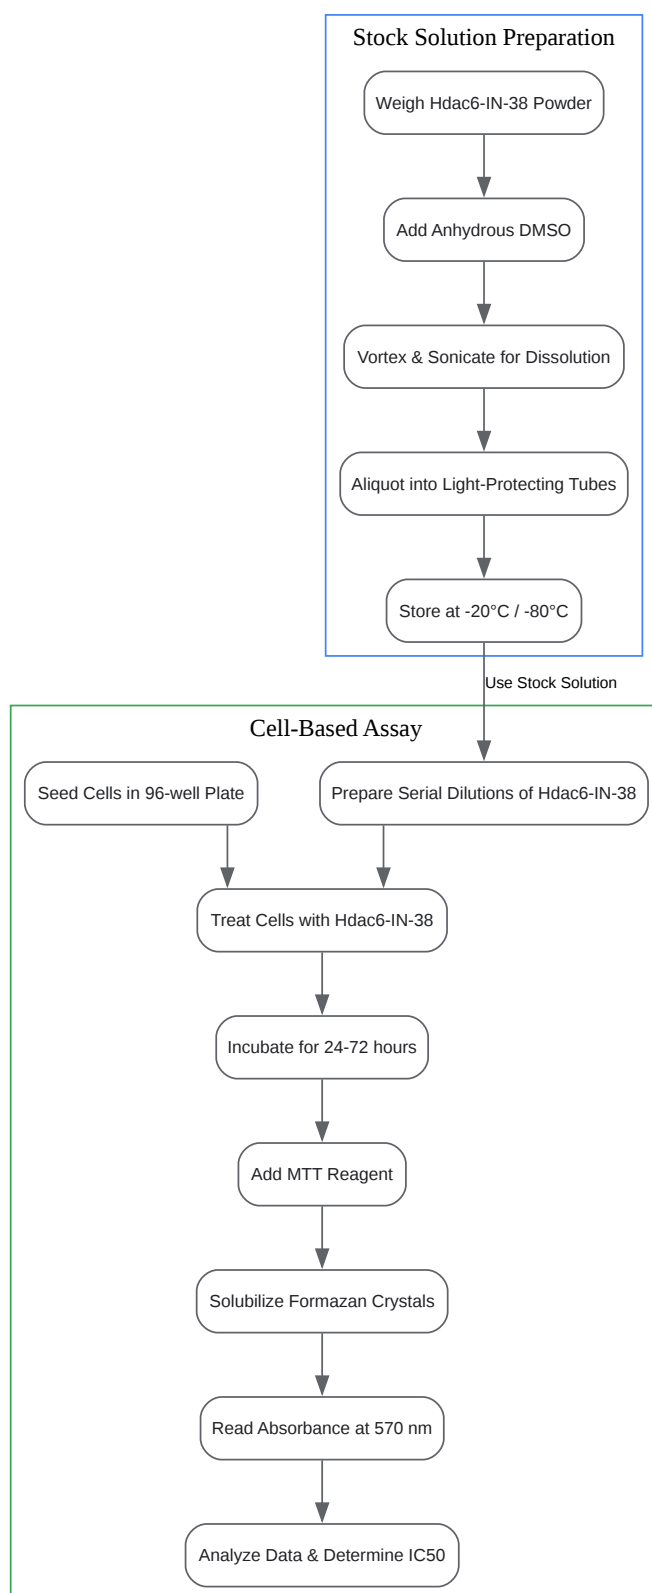 Stock Solution Preparation
Weigh Hdac6-IN-38 Powder
Add Anhydrous DMSO
Vortex & Sonicate for Dissolution
Aliquot into Light-Protecting Tubes
Store at -20°C / -80°C
Use Stock Solution
Cell-Based Assay
Seed Cells in 96-well Plate
Prepare Serial Dilutions of Hdac6-IN-38
Treat Cells with Hdac6-IN-38
Incubate for 24-72 hours
Add MTT Reagent
Solubilize Formazan Crystals
Read Absorbance at 570 nm
Analyze Data & Determine IC50